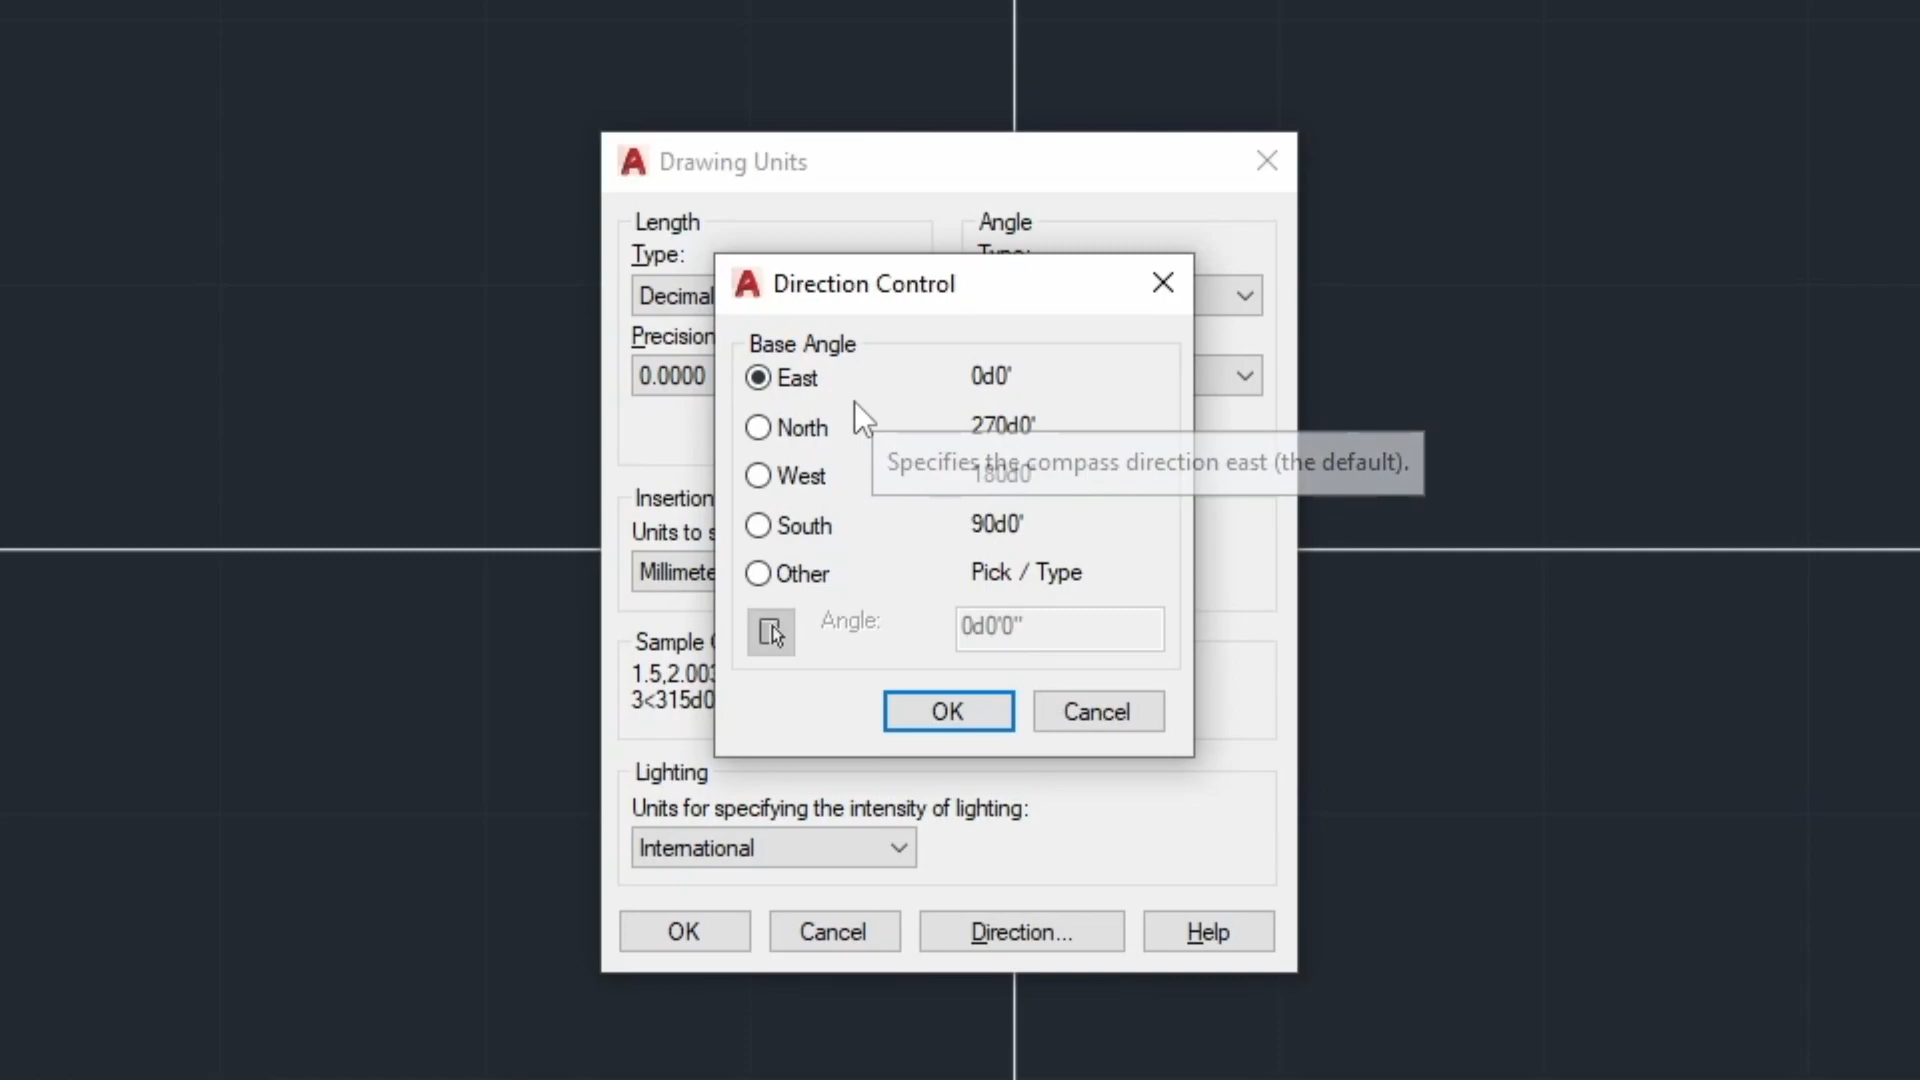 Drawing Units
Length
Angle
Type:
Direction Control
Decimal
Precision
Base Angle
0.0000
East 0d0'
North 270d0'
Specifies the compass direction east (the default).
West 180d0'
Insertion
Units to s
South 90d0'
Millimete
Other Pick / Type
Angle: 0d0'0"
Sample
1.5,2.003
3<315d0
OK Cancel
Lighting
Units for specifying the intensity of lighting:
International
OK Cancel Direction... Help